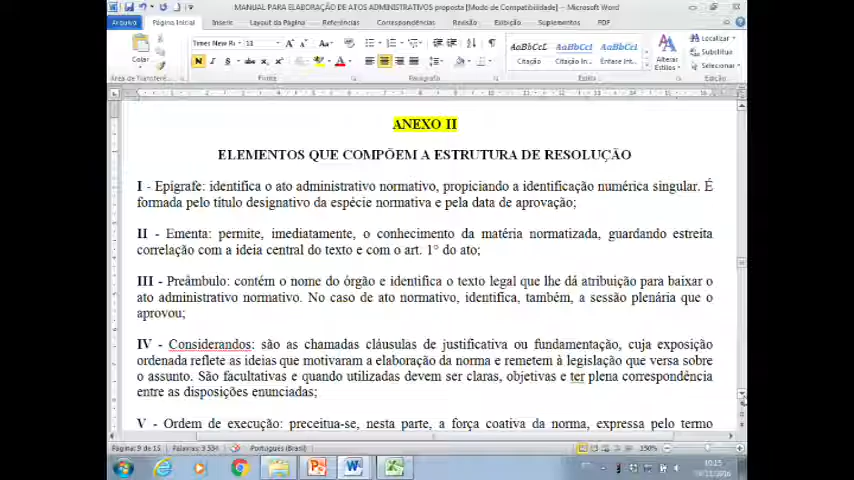 MANUAL PARA ELABORAÇÃO DE ATOS ADMINISTRATIVOS proposta [Modo de Compatibilidade] - Microsoft Word
Arquivo Página Inicial Inserir Layout da Página Referências Correspondências Revisão Exibição Suplementos PDF
Times New Ro 13
Localizar
Substituir
Selecionar
Colar
AaBbCcL AaBbCcL AaBbCcL
Citação Citação In... Ênfase Int...
Alterar Estilos
Área de Transferê... Fonte Parágrafo Estilo Edição
ANEXO II
ELEMENTOS QUE COMPÕEM A ESTRUTURA DE RESOLUÇÃO
I - Epígrafe: identifica o ato administrativo normativo, propiciando a identificação numérica singular. É
formada pelo título designativo da espécie normativa e pela data de aprovação;
II - Ementa: permite, imediatamente, o conhecimento da matéria normatizada, guardando estreita
correlação com a ideia central do texto e com o art. 1° do ato;
III - Preâmbulo: contém o nome do órgão e identifica o texto legal que lhe dá atribuição para baixar o
ato administrativo normativo. No caso de ato normativo, identifica, também, a sessão plenária que o
aprovou;
IV - Considerandos: são as chamadas cláusulas de justificativa ou fundamentação, cuja exposição
ordenada reflete as ideias que motivaram a elaboração da norma e remetem à legislação que versa sobre
o assunto. São facultativas e quando utilizadas devem ser claras, objetivas e ter plena correspondência
entre as disposições enunciadas;
V - Ordem de execução: preceitua-se, nesta parte, a força coativa da norma, expressa pelo termo
Página: 9 de 15 Palavras: 3 534 Português (Brasil) 150%
10:15